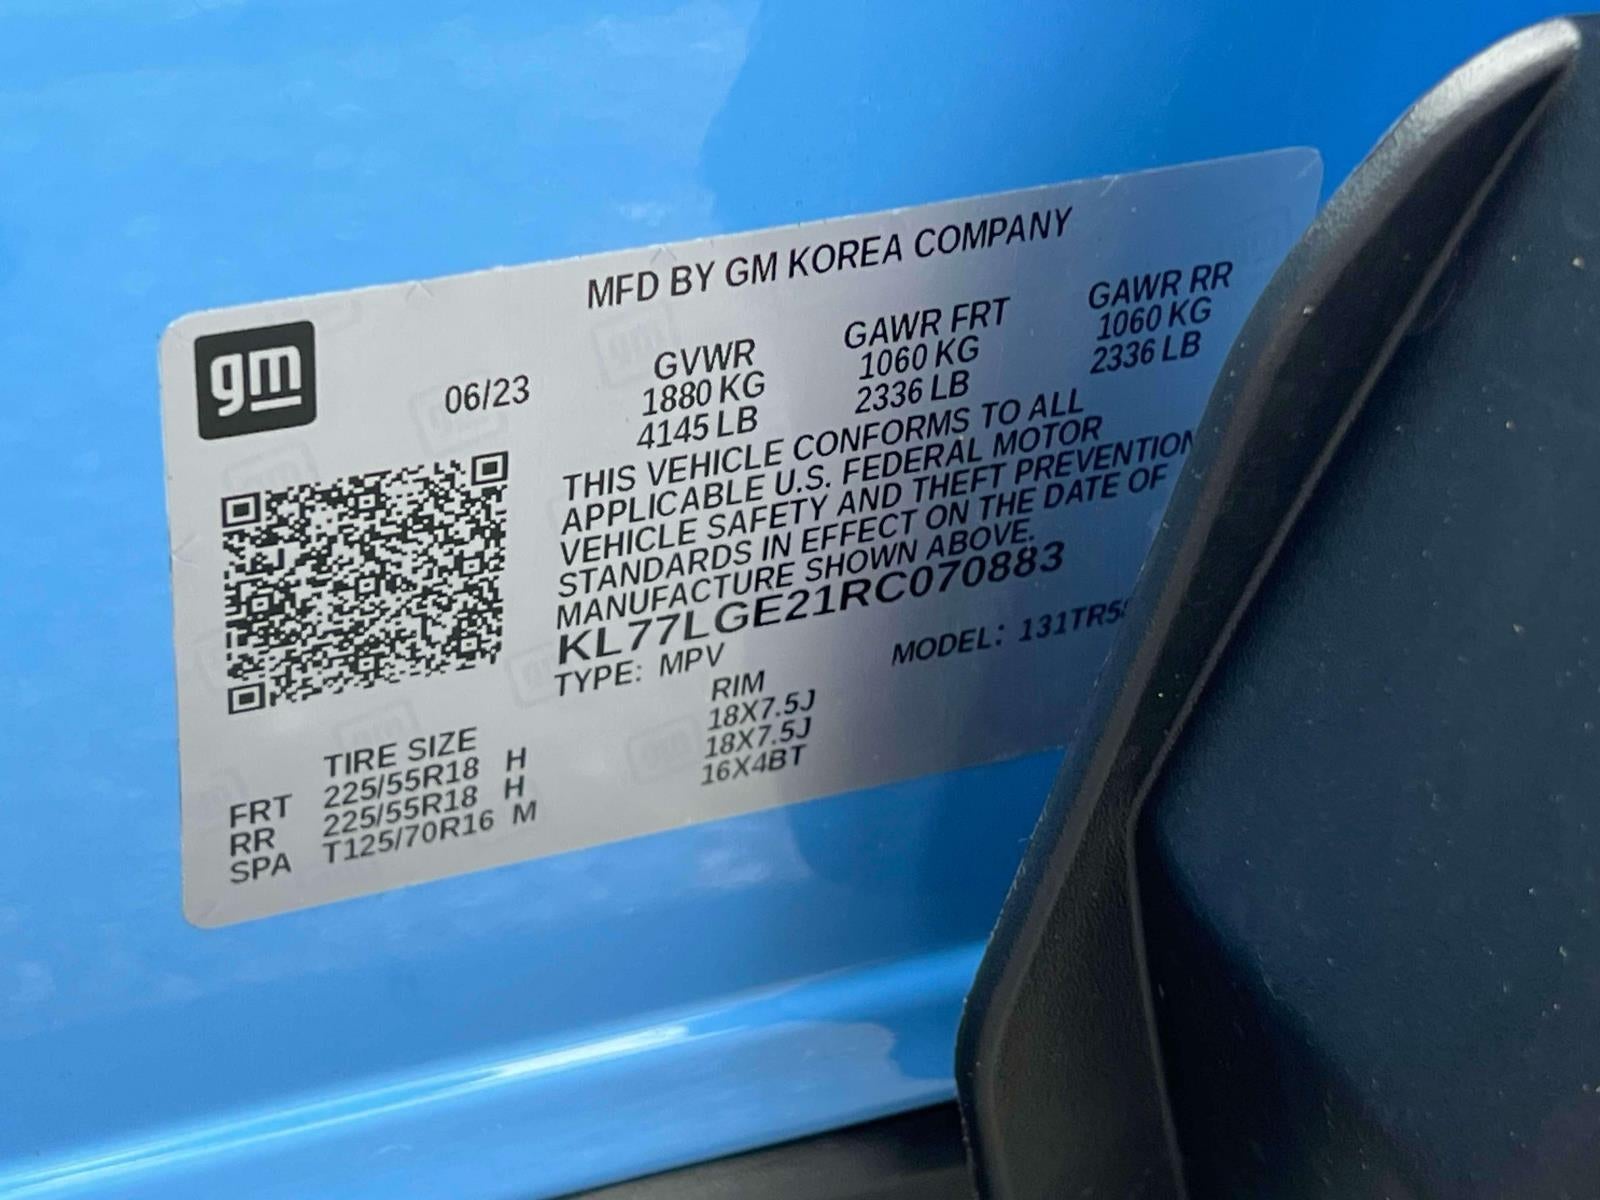 MFD BY GM KOREA COMPANY
gm
06/23
GVWR
1880 KG
4145 LB
GAWR FRT
1060 KG
2336 LB
GAWR RR
1060 KG
2336 LB
THIS VEHICLE CONFORMS TO ALL
APPLICABLE U.S. FEDERAL MOTOR
VEHICLE SAFETY AND THEFT PREVENTION
STANDARDS IN EFFECT ON THE DATE OF
MANUFACTURE SHOWN ABOVE.
KL77LGE21RC070883
TYPE: MPV
MODEL:
TIRE SIZE
RIM
FRT 225/55R18 H 18X7.5J
RR 225/55R18 H 18X7.5J
SPA T125/70R16 M 16X4BT